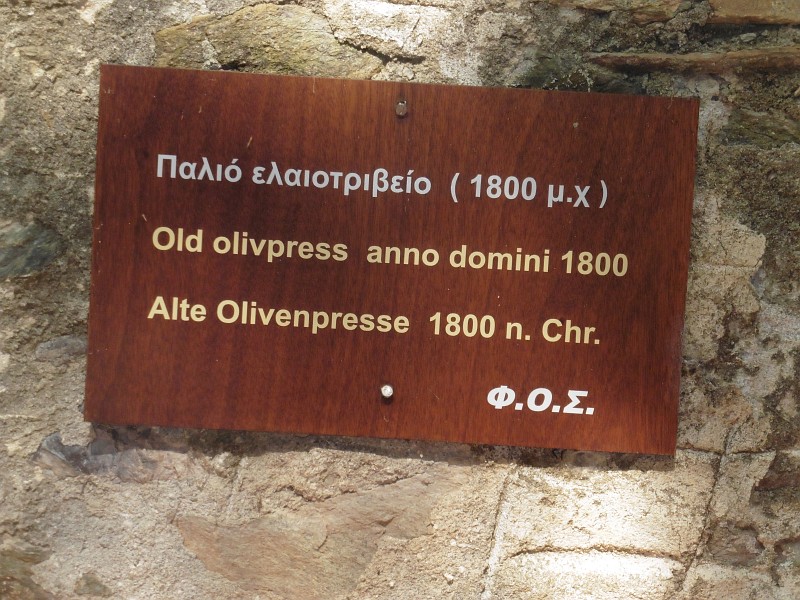 Παλιό ελαιοτριβείο ( 1800 μ.χ )
Old olivpress anno domini 1800
Alte Olivenpresse 1800 n. Chr.
Φ.Ο.Σ.